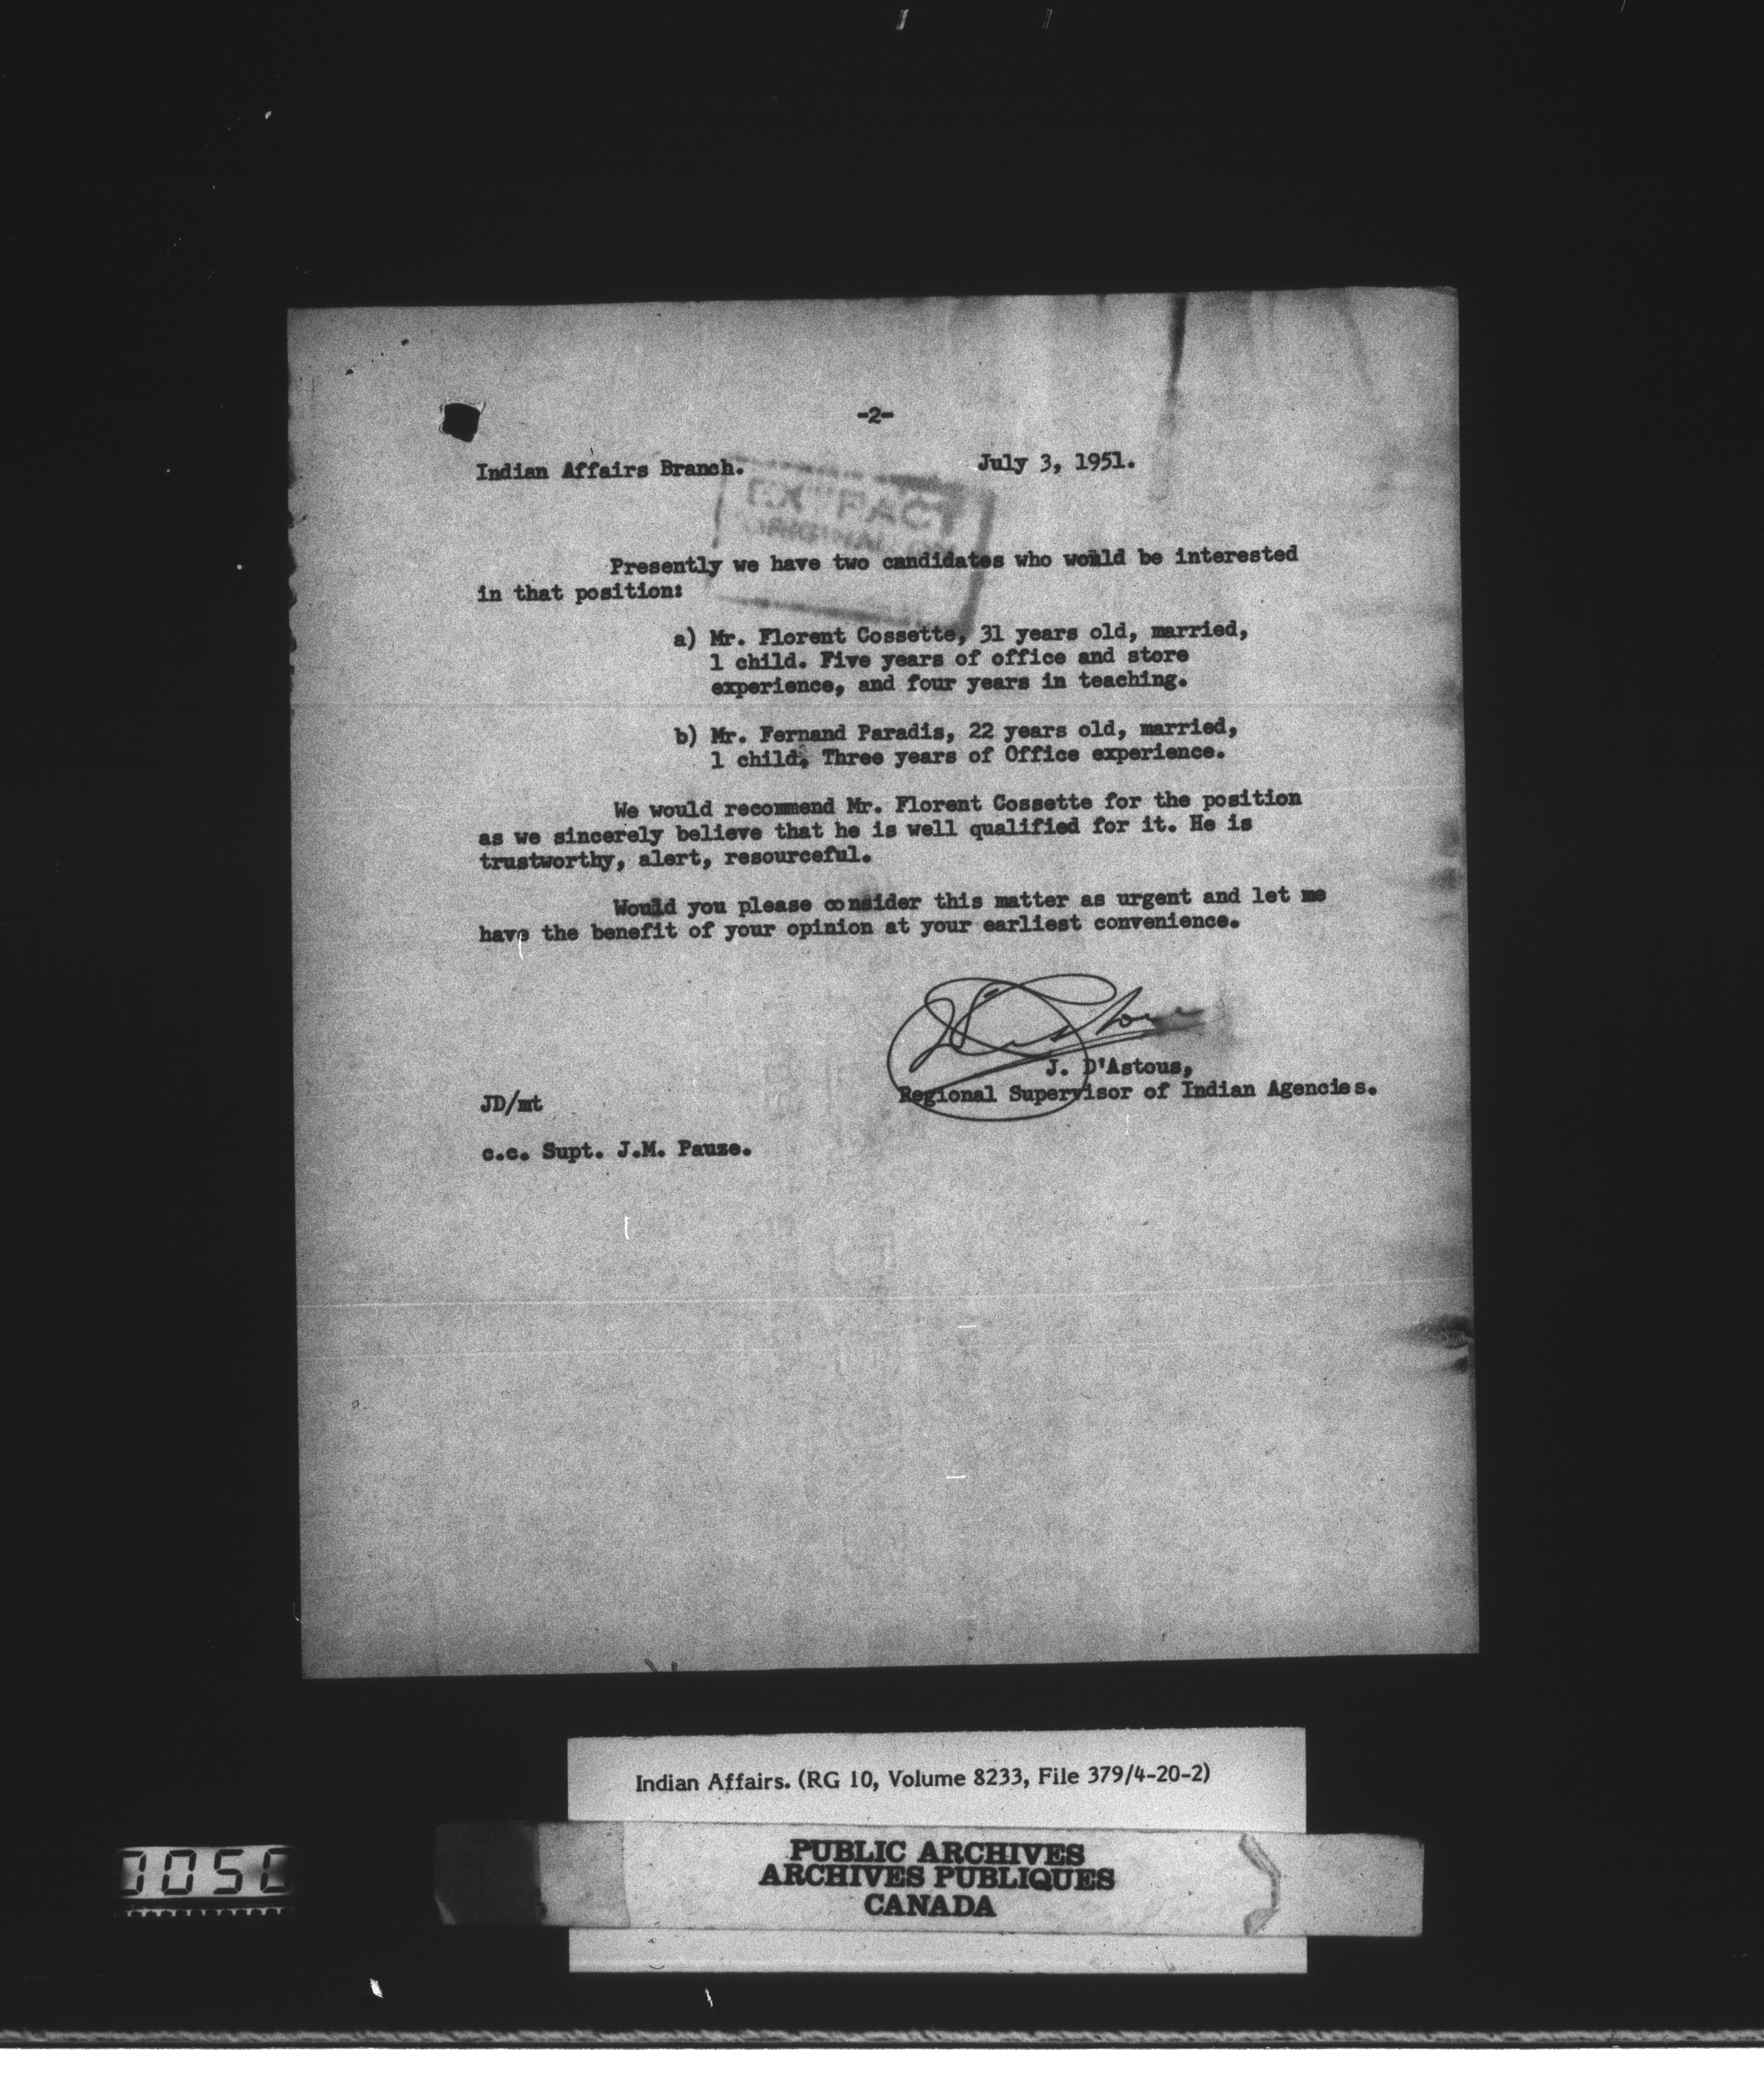 -2-
Indian Affairs Branch. July 3, 1951.
ORIGINAL
Presently we have two candidates who would be interested
in that position:
a) Mr. Florent Cossette, 31 years old, married,
1 child. Five years of office and store
experience, and four years in teaching.
b) Mr. Fernand Paradis, 22 years old, married,
1 child. Three years of Office experience.
We would recommend Mr. Florent Cossette for the position
as we sincerely believe that he is well qualified for it. He is
trustworthy, alert, resourceful.
Would you please consider this matter as urgent and let me
have the benefit of your opinion at your earliest convenience.
J. D'Astous,
Regional Supervisor of Indian Agencies.
JD/mt
c.c. Supt. J.M. Pauze.
Indian Affairs. (RG 10, Volume 8233, File 379/4-20-2)
PUBLIC ARCHIVES
ARCHIVES PUBLIQUES
CANADA